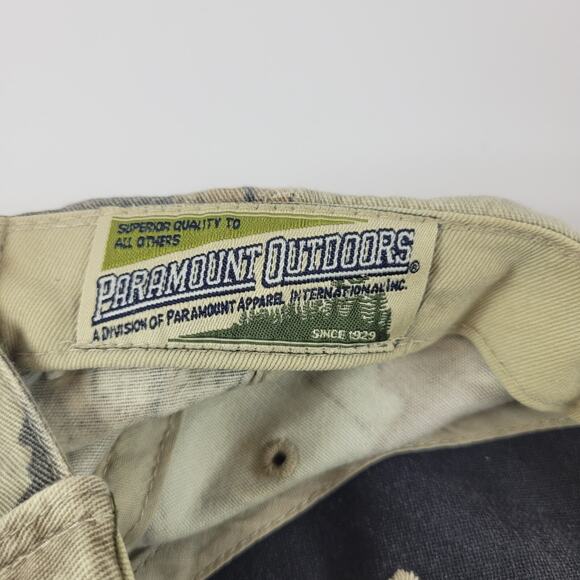 SUPERIOR QUALITY TO
ALL OTHERS
PARAMOUNT OUTDOORS®
A DIVISION OF PARAMOUNT APPAREL INTERNATIONAL INC.
SINCE 1929